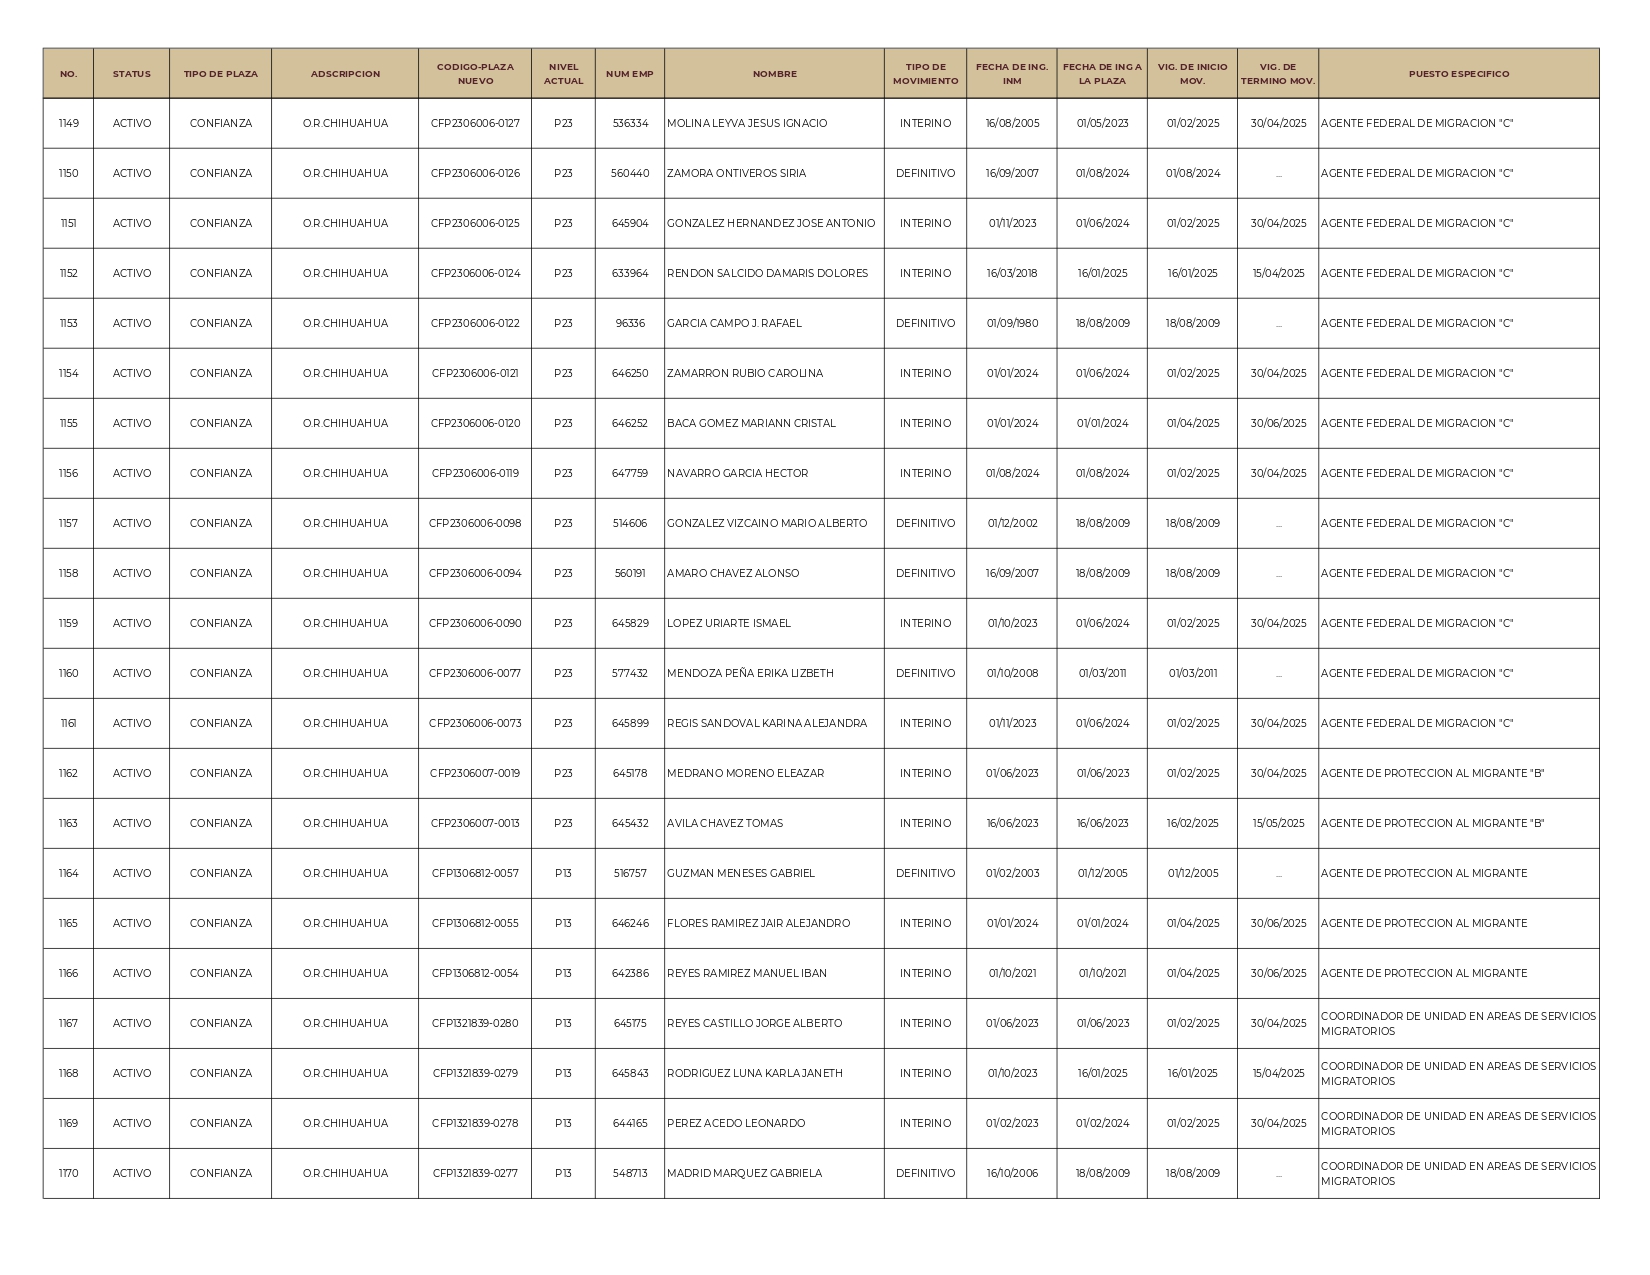 NO. STATUS TIPO DE PLAZA ADSCRIPCION CODIGO-PLAZA NUEVO NIVEL ACTUAL NUM EMP NOMBRE TIPO DE MOVIMIENTO FECHA DE ING. INM FECHA DE ING A LA PLAZA VIG. DE INICIO MOV. VIG. DE TERMINO MOV. PUESTO ESPECIFICO
1149 ACTIVO CONFIANZA O.R.CHIHUAHUA CFP2306006-0127 P23 536334 MOLINA LEYVA JESUS IGNACIO INTERINO 16/08/2005 01/05/2023 01/02/2025 30/04/2025 AGENTE FEDERAL DE MIGRACION "C"
1150 ACTIVO CONFIANZA O.R.CHIHUAHUA CFP2306006-0126 P23 560440 ZAMORA ONTIVEROS SIRIA DEFINITIVO 16/09/2007 01/08/2024 01/08/2024 ... AGENTE FEDERAL DE MIGRACION "C"
1151 ACTIVO CONFIANZA O.R.CHIHUAHUA CFP2306006-0125 P23 645904 GONZALEZ HERNANDEZ JOSE ANTONIO INTERINO 01/11/2023 01/06/2024 01/02/2025 30/04/2025 AGENTE FEDERAL DE MIGRACION "C"
1152 ACTIVO CONFIANZA O.R.CHIHUAHUA CFP2306006-0124 P23 633964 RENDON SALCIDO DAMARIS DOLORES INTERINO 16/03/2018 16/01/2025 16/01/2025 15/04/2025 AGENTE FEDERAL DE MIGRACION "C"
1153 ACTIVO CONFIANZA O.R.CHIHUAHUA CFP2306006-0122 P23 96336 GARCIA CAMPO J. RAFAEL DEFINITIVO 01/09/1980 18/08/2009 18/08/2009 ... AGENTE FEDERAL DE MIGRACION "C"
1154 ACTIVO CONFIANZA O.R.CHIHUAHUA CFP2306006-0121 P23 646250 ZAMARRON RUBIO CAROLINA INTERINO 01/01/2024 01/06/2024 01/02/2025 30/04/2025 AGENTE FEDERAL DE MIGRACION "C"
1155 ACTIVO CONFIANZA O.R.CHIHUAHUA CFP2306006-0120 P23 646252 BACA GOMEZ MARIANN CRISTAL INTERINO 01/01/2024 01/01/2024 01/04/2025 30/06/2025 AGENTE FEDERAL DE MIGRACION "C"
1156 ACTIVO CONFIANZA O.R.CHIHUAHUA CFP2306006-0119 P23 647759 NAVARRO GARCIA HECTOR INTERINO 01/08/2024 01/08/2024 01/02/2025 30/04/2025 AGENTE FEDERAL DE MIGRACION "C"
1157 ACTIVO CONFIANZA O.R.CHIHUAHUA CFP2306006-0098 P23 514606 GONZALEZ VIZCAINO MARIO ALBERTO DEFINITIVO 01/12/2002 18/08/2009 18/08/2009 ... AGENTE FEDERAL DE MIGRACION "C"
1158 ACTIVO CONFIANZA O.R.CHIHUAHUA CFP2306006-0094 P23 560191 AMARO CHAVEZ ALONSO DEFINITIVO 16/09/2007 18/08/2009 18/08/2009 ... AGENTE FEDERAL DE MIGRACION "C"
1159 ACTIVO CONFIANZA O.R.CHIHUAHUA CFP2306006-0090 P23 645829 LOPEZ URIARTE ISMAEL INTERINO 01/10/2023 01/06/2024 01/02/2025 30/04/2025 AGENTE FEDERAL DE MIGRACION "C"
1160 ACTIVO CONFIANZA O.R.CHIHUAHUA CFP2306006-0077 P23 577432 MENDOZA PEÑA ERIKA LIZBETH DEFINITIVO 01/10/2008 01/03/2011 01/03/2011 ... AGENTE FEDERAL DE MIGRACION "C"
1161 ACTIVO CONFIANZA O.R.CHIHUAHUA CFP2306006-0073 P23 645899 REGIS SANDOVAL KARINA ALEJANDRA INTERINO 01/11/2023 01/06/2024 01/02/2025 30/04/2025 AGENTE FEDERAL DE MIGRACION "C"
1162 ACTIVO CONFIANZA O.R.CHIHUAHUA CFP2306007-0019 P23 645178 MEDRANO MORENO ELEAZAR INTERINO 01/06/2023 01/06/2023 01/02/2025 30/04/2025 AGENTE DE PROTECCION AL MIGRANTE "B"
1163 ACTIVO CONFIANZA O.R.CHIHUAHUA CFP2306007-0013 P23 645432 AVILA CHAVEZ TOMAS INTERINO 16/06/2023 16/06/2023 16/02/2025 15/05/2025 AGENTE DE PROTECCION AL MIGRANTE "B"
1164 ACTIVO CONFIANZA O.R.CHIHUAHUA CFP1306812-0057 P13 516757 GUZMAN MENESES GABRIEL DEFINITIVO 01/02/2003 01/12/2005 01/12/2005 ... AGENTE DE PROTECCION AL MIGRANTE
1165 ACTIVO CONFIANZA O.R.CHIHUAHUA CFP1306812-0055 P13 646246 FLORES RAMIREZ JAIR ALEJANDRO INTERINO 01/01/2024 01/01/2024 01/04/2025 30/06/2025 AGENTE DE PROTECCION AL MIGRANTE
1166 ACTIVO CONFIANZA O.R.CHIHUAHUA CFP1306812-0054 P13 642386 REYES RAMIREZ MANUEL IBAN INTERINO 01/10/2021 01/10/2021 01/04/2025 30/06/2025 AGENTE DE PROTECCION AL MIGRANTE
1167 ACTIVO CONFIANZA O.R.CHIHUAHUA CFP1321839-0280 P13 645175 REYES CASTILLO JORGE ALBERTO INTERINO 01/06/2023 01/06/2023 01/02/2025 30/04/2025 COORDINADOR DE UNIDAD EN AREAS DE SERVICIOS
MIGRATORIOS
1168 ACTIVO CONFIANZA O.R.CHIHUAHUA CFP1321839-0279 P13 645843 RODRIGUEZ LUNA KARLA JANETH INTERINO 01/10/2023 16/01/2025 16/01/2025 15/04/2025 COORDINADOR DE UNIDAD EN AREAS DE SERVICIOS
MIGRATORIOS
1169 ACTIVO CONFIANZA O.R.CHIHUAHUA CFP1321839-0278 P13 644165 PEREZ ACEDO LEONARDO INTERINO 01/02/2023 01/02/2024 01/02/2025 30/04/2025 COORDINADOR DE UNIDAD EN AREAS DE SERVICIOS
MIGRATORIOS
1170 ACTIVO CONFIANZA O.R.CHIHUAHUA CFP1321839-0277 P13 548713 MADRID MARQUEZ GABRIELA DEFINITIVO 16/10/2006 18/08/2009 18/08/2009 ... COORDINADOR DE UNIDAD EN AREAS DE SERVICIOS
MIGRATORIOS